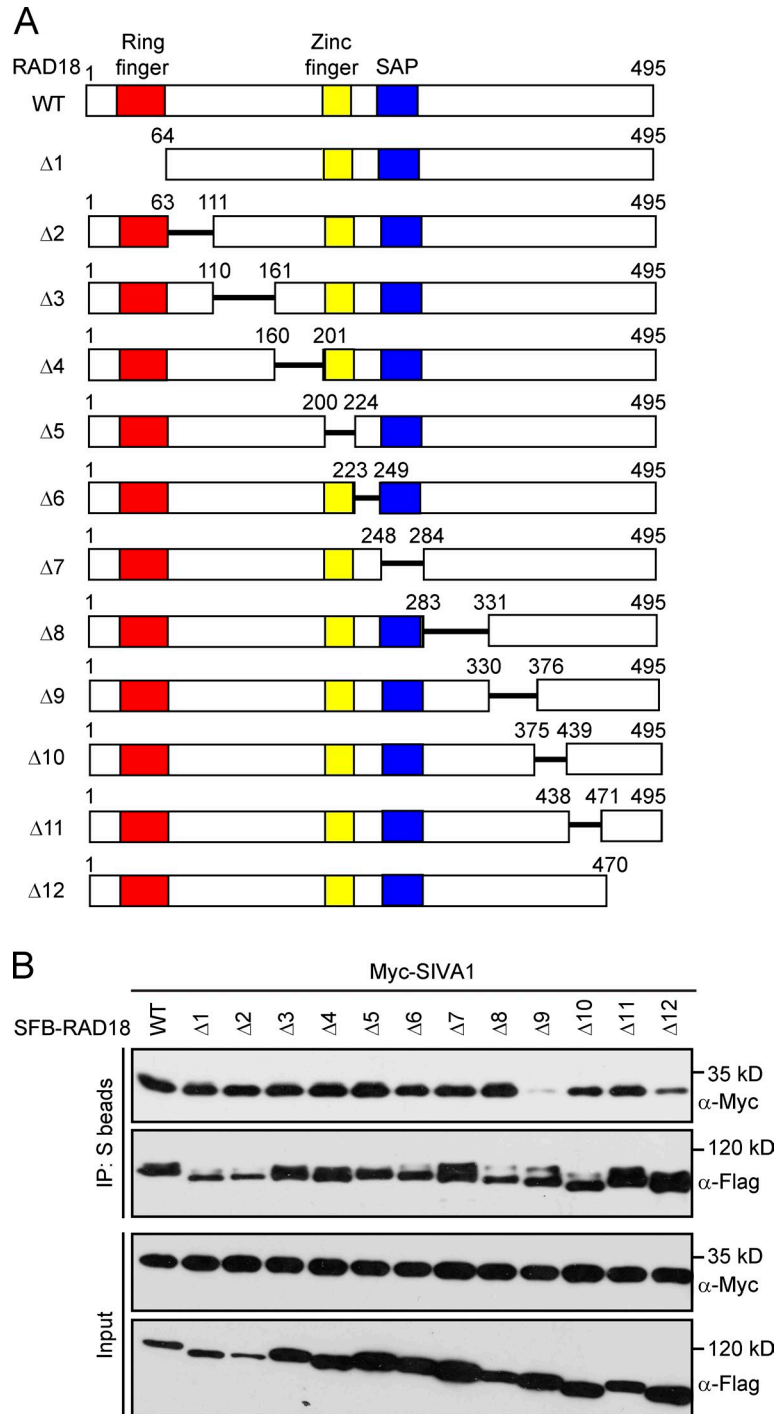 A
Ring finger
Zinc finger
SAP
RAD18 WT
1
495
Δ1
64
495
Δ2
1
63
111
495
Δ3
1
110
161
495
Δ4
1
160
201
495
Δ5
1
200
224
495
Δ6
1
223
249
495
Δ7
1
248
284
495
Δ8
1
283
331
495
Δ9
1
330
376
495
Δ10
1
375
439
495
Δ11
1
438
471
495
Δ12
1
470
B
Myc-SIVA1
SFB-RAD18 WT Δ1 Δ2 Δ3 Δ4 Δ5 Δ6 Δ7 Δ8 Δ9 Δ10 Δ11 Δ12
IP: S beads
35 kD
α-Myc
120 kD
α-Flag
Input
35 kD
α-Myc
120 kD
α-Flag